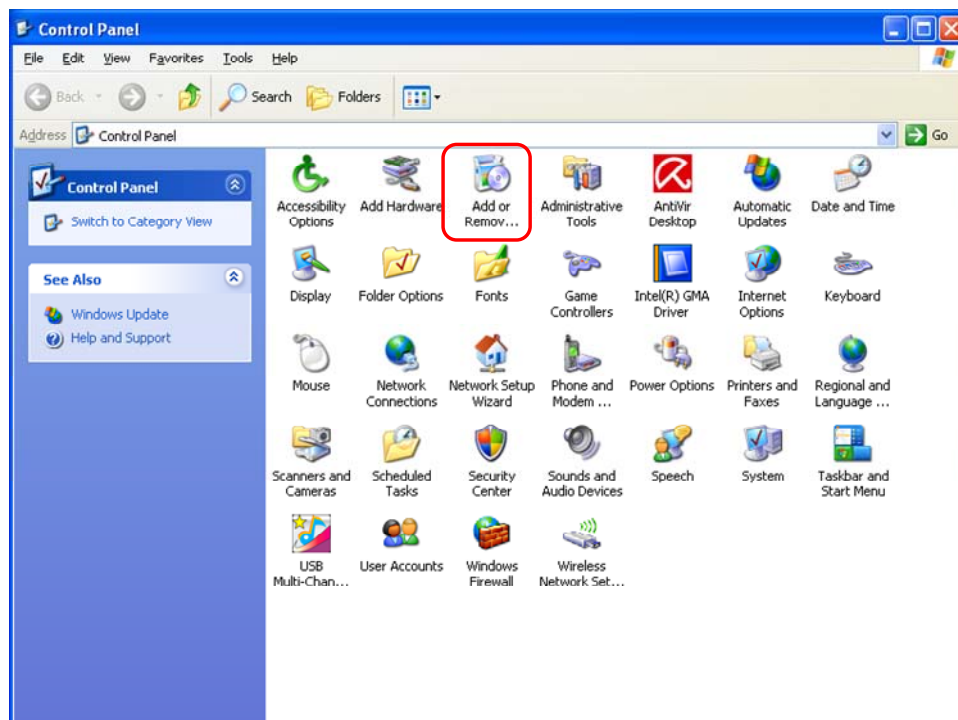 Control Panel
File Edit View Favorites Tools Help
Back Search Folders
Address Control Panel Go
Control Panel
Switch to Category View
See Also
Windows Update
Help and Support
Accessibility Options
Add Hardware
Add or Remov...
Administrative Tools
AntiVir Desktop
Automatic Updates
Date and Time
Display
Folder Options
Fonts
Game Controllers
Intel(R) GMA Driver
Internet Options
Keyboard
Mouse
Network Connections
Network Setup Wizard
Phone and Modem ...
Power Options
Printers and Faxes
Regional and Language ...
Scanners and Cameras
Scheduled Tasks
Security Center
Sounds and Audio Devices
Speech
System
Taskbar and Start Menu
USB Multi-Chan...
User Accounts
Windows Firewall
Wireless Network Set...